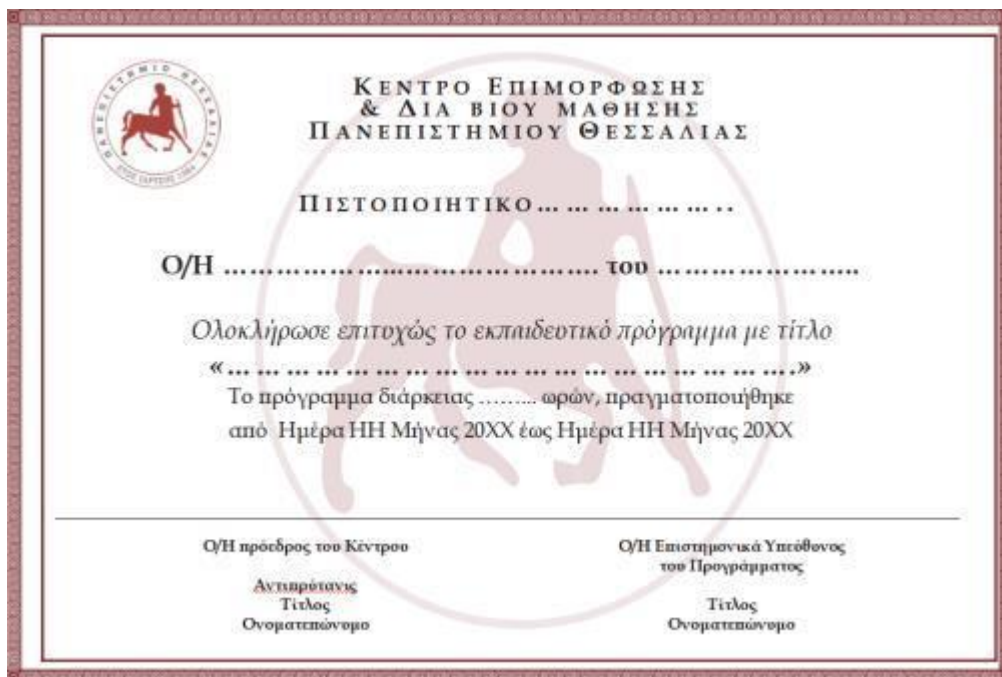 ΠΑΝΕΠΙΣΤΗΜΙΟ ΘΕΣΣΑΛΙΑΣ
ΚΕΝΤΡΟ ΕΠΙΜΟΡΦΩΣΗΣ
& ΔΙΑ ΒΙΟΥ ΜΑΘΗΣΗΣ
ΠΑΝΕΠΙΣΤΗΜΙΟΥ ΘΕΣΣΑΛΙΑΣ
ΠΙΣΤΟΠΟΙΗΤΙΚΟ… … … … … … . .
Ο/Η ……………………………………. του …………………..
Ολοκλήρωσε επιτυχώς το εκπαιδευτικό πρόγραμμα με τίτλο
«… … … … … … … … … … … … … … … … … … … ….»
Το πρόγραμμα διάρκειας ……... ωρών, πραγματοποιήθηκε
από Ημέρα ΗΗ Μήνας 20ΧΧ έως Ημέρα ΗΗ Μήνας 20ΧΧ
Ο/Η πρόεδρος του Κέντρου
Αντιπρύτανις
Τίτλος
Ονοματεπώνυμο
Ο/Η Επιστημονικά Υπεύθυνος
του Προγράμματος
Τίτλος
Ονοματεπώνυμο